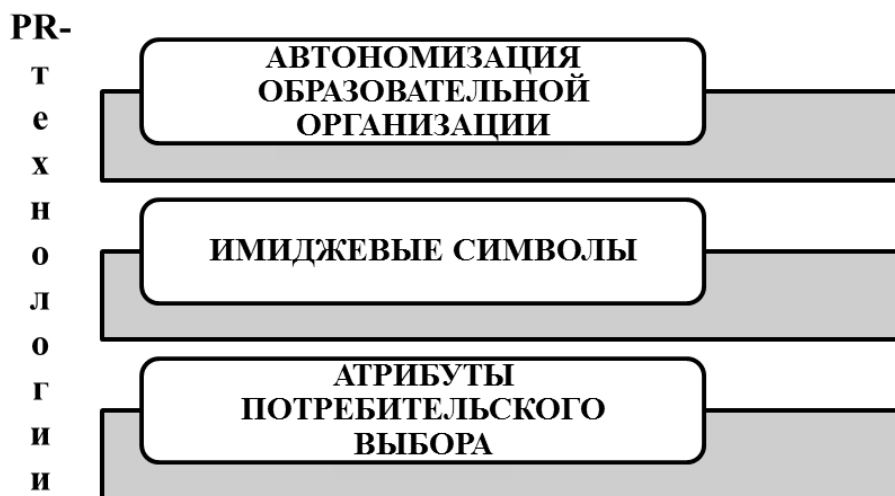 PR-
т
е
х
н
о
л
о
г
и
и
АВТОНОМИЗАЦИЯ
ОБРАЗОВАТЕЛЬНОЙ
ОРГАНИЗАЦИИ
ИМИДЖЕВЫЕ СИМВОЛЫ
АТРИБУТЫ
ПОТРЕБИТЕЛЬСКОГО
ВЫБОРА